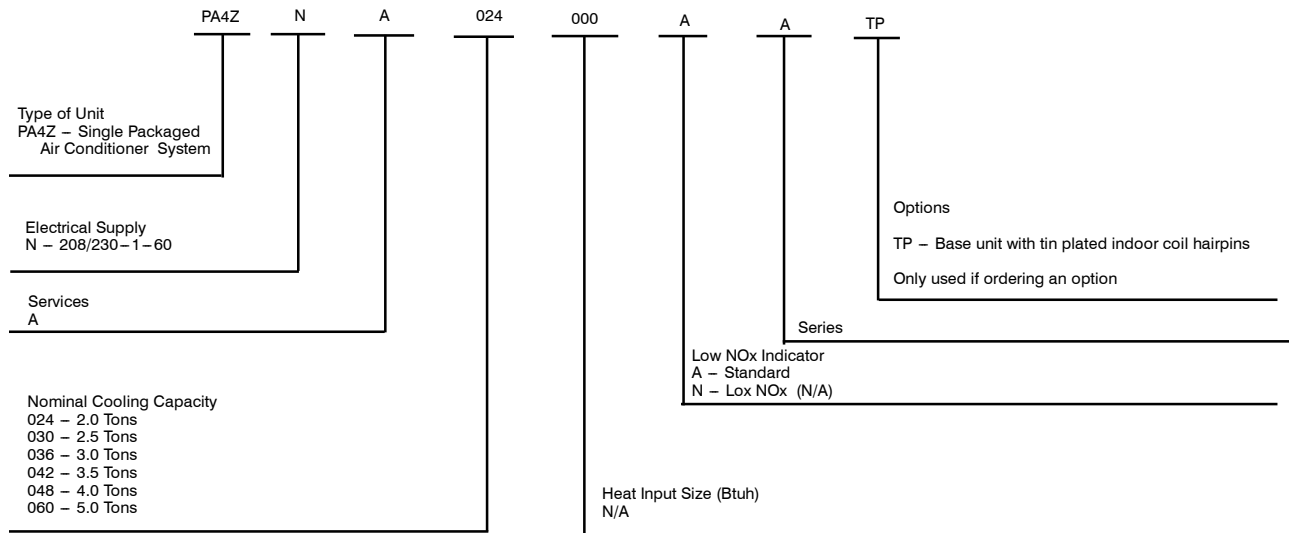 PA4Z N A 024 000 A A TP
Type of Unit
PA4Z – Single Packaged
Air Conditioner System
Electrical Supply
N – 208/230–1–60
Services
A
Nominal Cooling Capacity
024 – 2.0 Tons
030 – 2.5 Tons
036 – 3.0 Tons
042 – 3.5 Tons
048 – 4.0 Tons
060 – 5.0 Tons
Heat Input Size (Btuh)
N/A
Low NOx Indicator
A – Standard
N – Lox NOx (N/A)
Series
Options
TP – Base unit with tin plated indoor coil hairpins
Only used if ordering an option